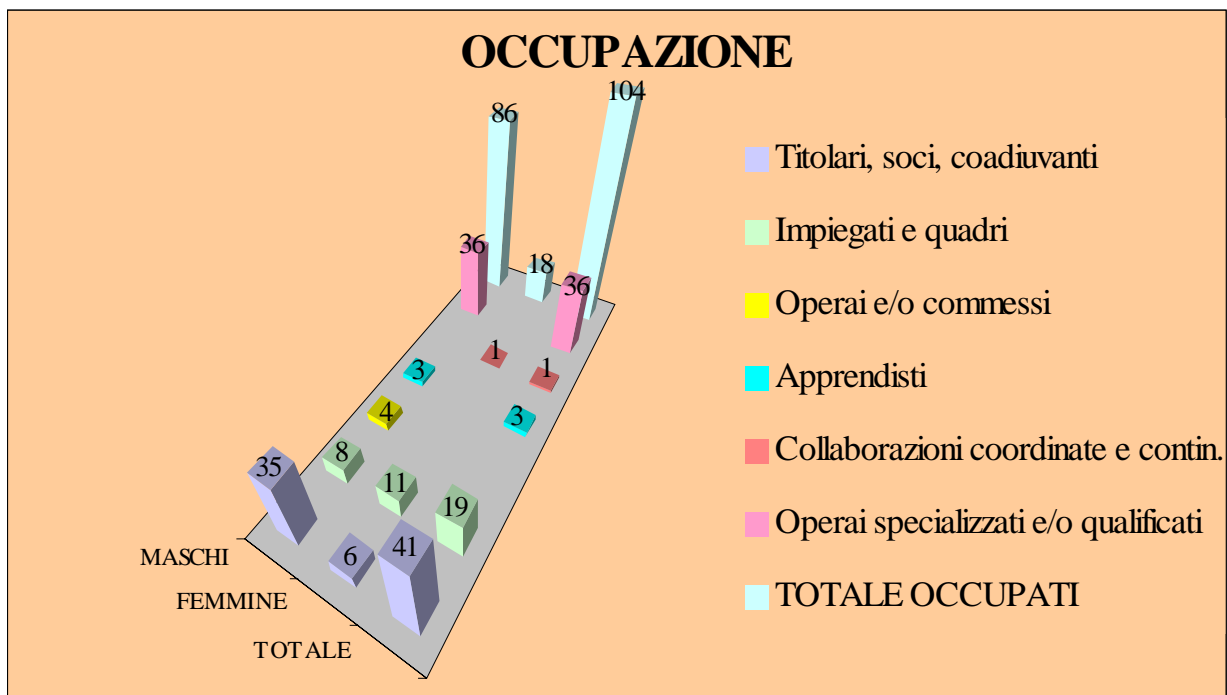 OCCUPAZIONE
104
86
36
18
36
1
1
3
3
4
8
11
19
35
6
41
MASCHI
FEMMINE
TOTALE
Titolari, soci, coadiuvanti
Impiegati e quadri
Operai e/o commessi
Apprendisti
Collaborazioni coordinate e contin.
Operai specializzati e/o qualificati
TOTALE OCCUPATI